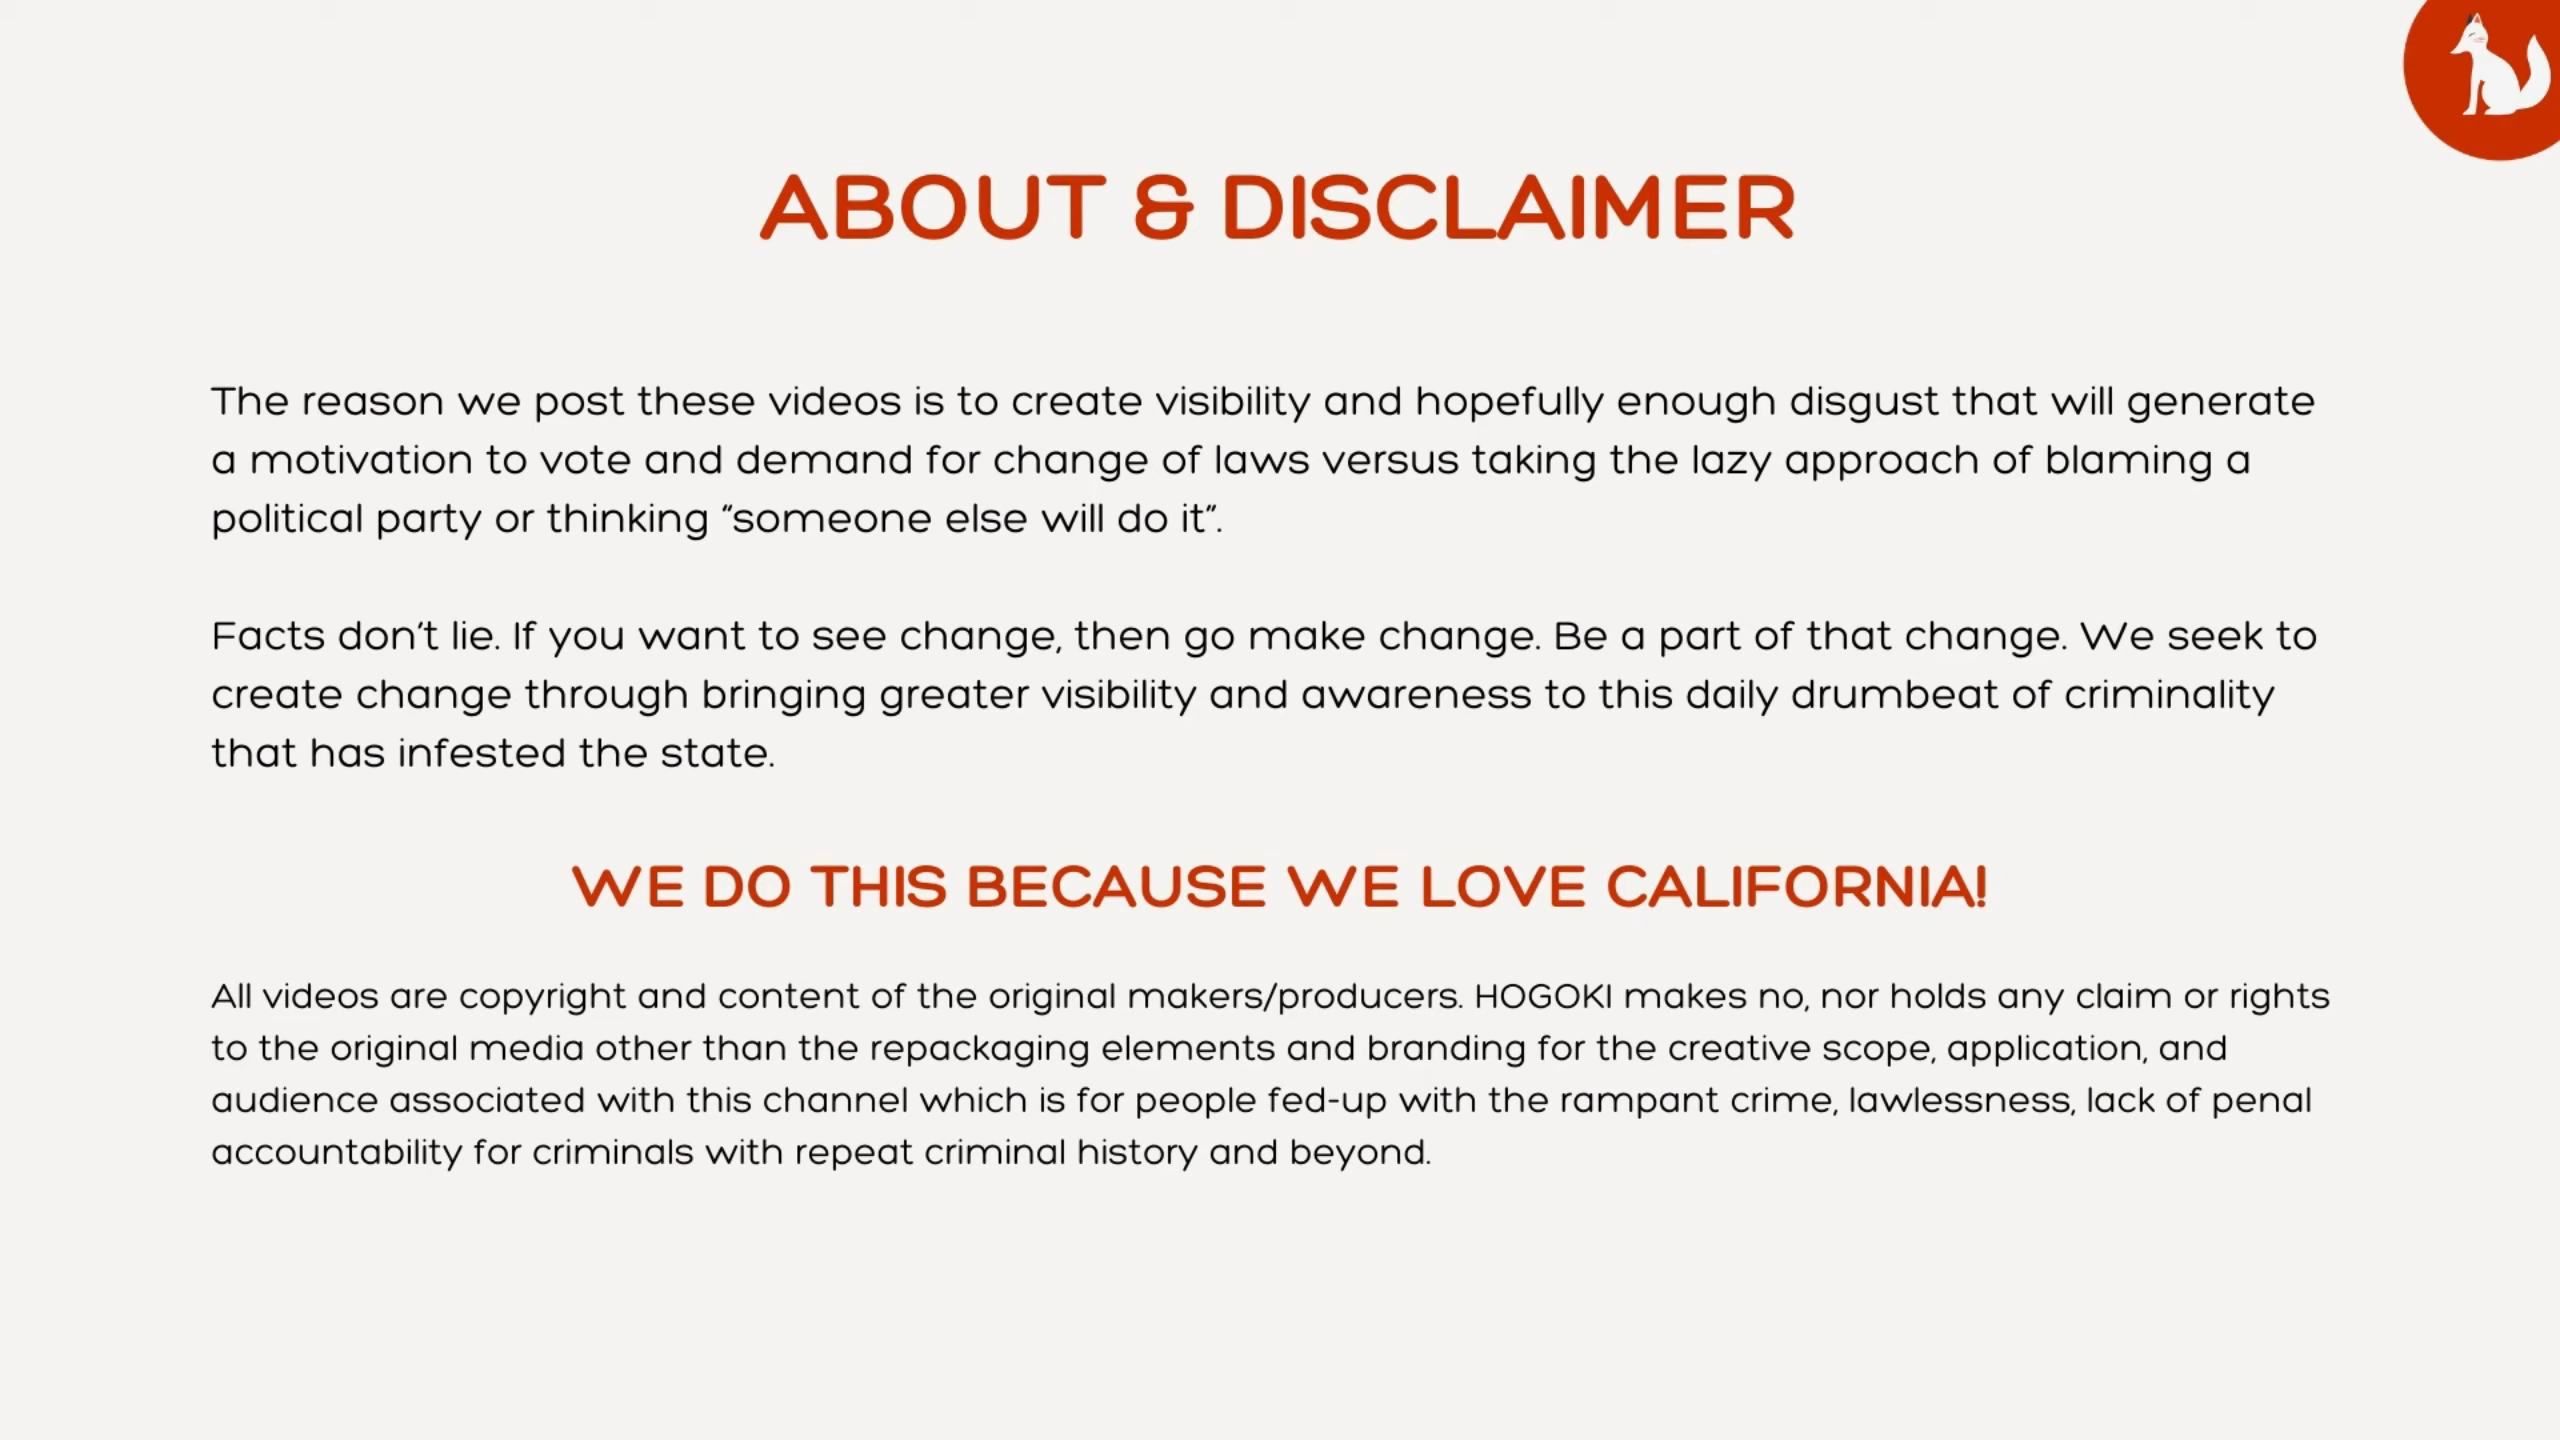 ABOUT & DISCLAIMER
The reason we post these videos is to create visibility and hopefully enough disgust that will generate
a motivation to vote and demand for change of laws versus taking the lazy approach of blaming a
political party or thinking “someone else will do it”.
Facts don’t lie. If you want to see change, then go make change. Be a part of that change. We seek to
create change through bringing greater visibility and awareness to this daily drumbeat of criminality
that has infested the state.
WE DO THIS BECAUSE WE LOVE CALIFORNIA!
All videos are copyright and content of the original makers/producers. HOGOKI makes no, nor holds any claim or rights
to the original media other than the repackaging elements and branding for the creative scope, application, and
audience associated with this channel which is for people fed-up with the rampant crime, lawlessness, lack of penal
accountability for criminals with repeat criminal history and beyond.